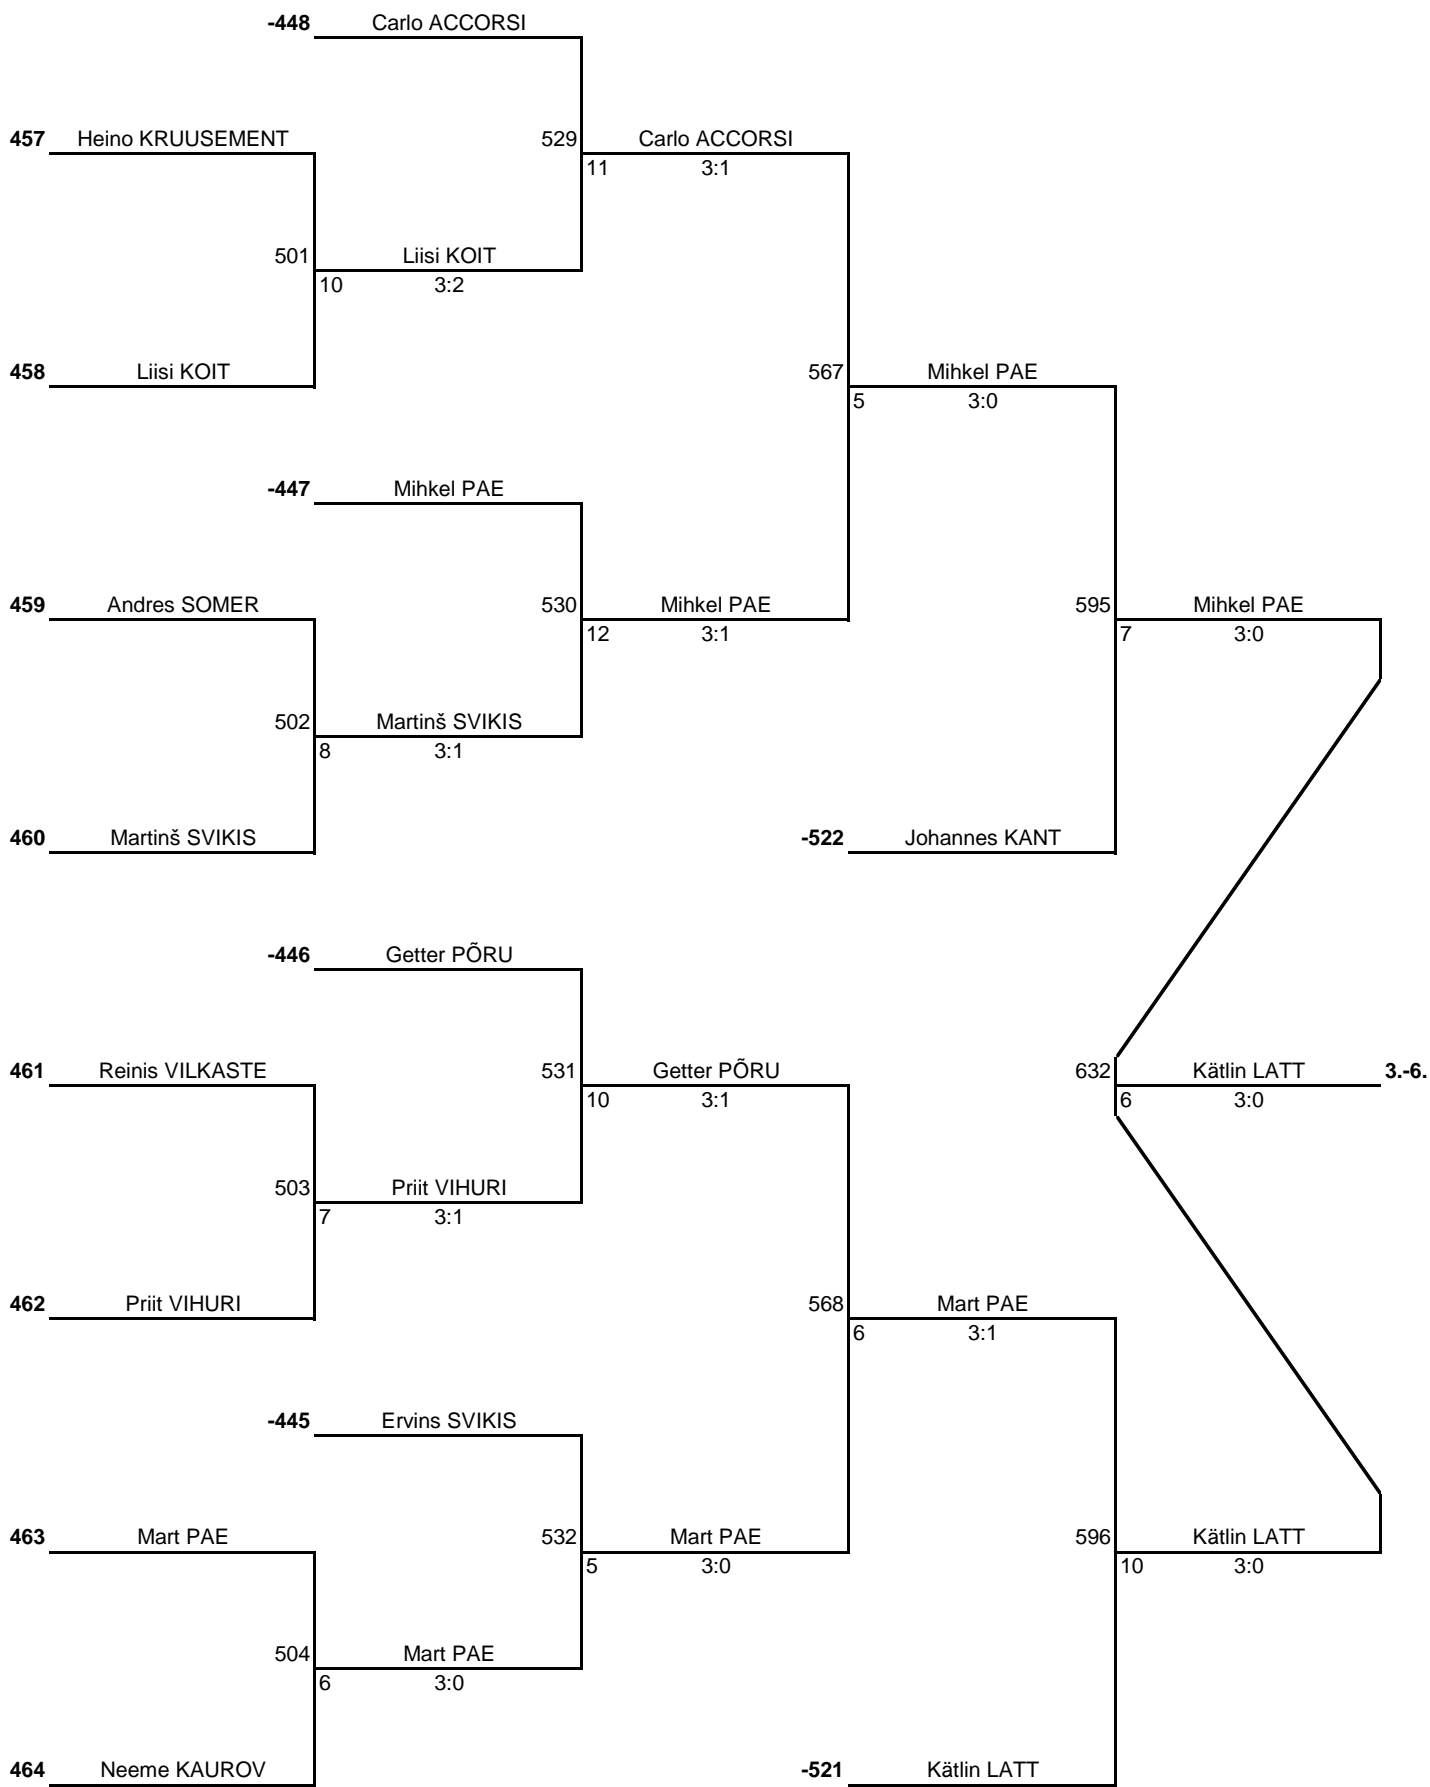 -448 Carlo ACCORSI
457 Heino KRUUSEMENT 529 Carlo ACCORSI
11 3:1
501 Liisi KOIT
10 3:2
458 Liisi KOIT 567 Mihkel PAE
5 3:0
-447 Mihkel PAE
459 Andres SOMER 530 Mihkel PAE 595 Mihkel PAE
12 3:1 7 3:0
502 Martinš SVIKIS
8 3:1
460 Martinš SVIKIS -522 Johannes KANT
-446 Getter PÕRU
461 Reinis VILKASTE 531 Getter PÕRU 632 Kätlin LATT 3.-6.
10 3:1 6 3:0
503 Priit VIHURI
7 3:1
462 Priit VIHURI 568 Mart PAE
6 3:1
-445 Ervins SVIKIS
463 Mart PAE 532 Mart PAE 596 Kätlin LATT
5 3:0 10 3:0
504 Mart PAE
6 3:0
464 Neeme KAUROV -521 Kätlin LATT